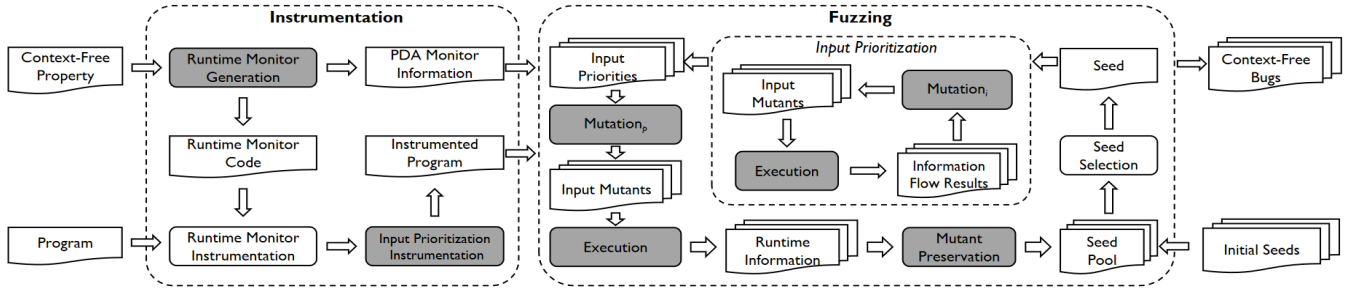 Instrumentation
Fuzzing
Context-Free
Property
Runtime Monitor
Generation
PDA Monitor
Information
Input
Priorities
Input Prioritization
Input
Mutants
Mutation_i
Seed
Context-Free
Bugs
Mutation_p
Runtime Monitor
Code
Instrumented
Program
Execution
Information
Flow Results
Seed
Selection
Input Mutants
Program
Runtime Monitor
Instrumentation
Input Prioritization
Instrumentation
Execution
Runtime
Information
Mutant
Preservation
Seed
Pool
Initial Seeds